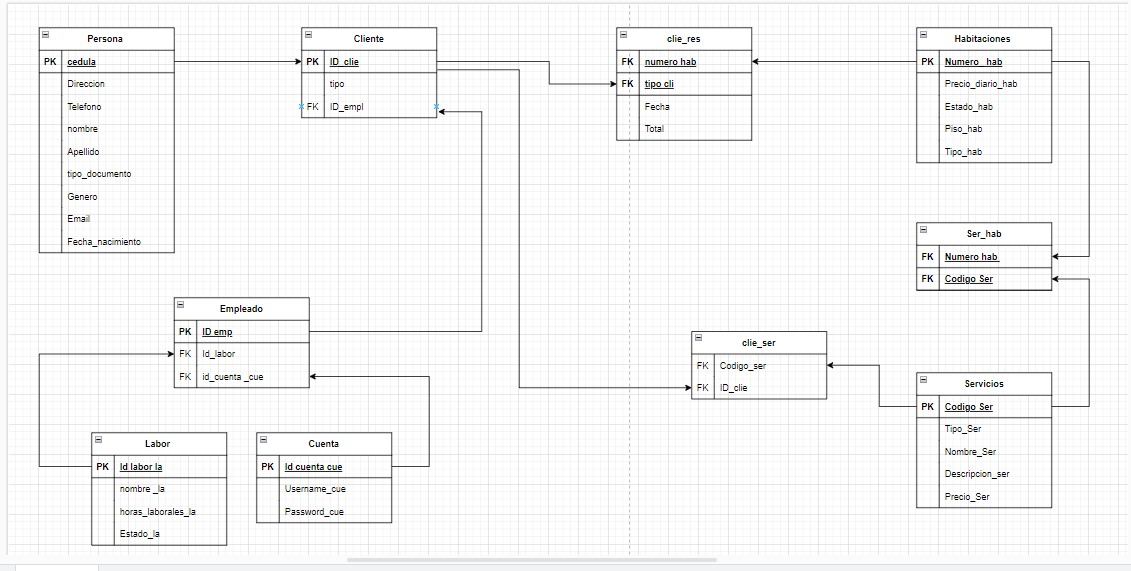 Persona
PK cedula
Direccion
Telefono
nombre
Apellido
tipo_documento
Genero
Email
Fecha_nacimiento
Cliente
PK ID_clie
tipo
FK ID_empl
clie_res
FK numero hab
FK tipo cli
Fecha
Total
Habitaciones
PK Numero_ hab
Precio_diario_hab
Estado_hab
Piso_hab
Tipo_hab
Ser_hab
FK Numero hab
FK Codigo Ser
Empleado
PK ID emp
FK Id_labor
FK id_cuenta _cue
clie_ser
FK Codigo_ser
FK ID_clie
Servicios
PK Codigo Ser
Tipo_Ser
Nombre_Ser
Descripcion_ser
Precio_Ser
Labor
PK Id labor la
nombre _la
horas_laborales_la
Estado_la
Cuenta
PK Id cuenta cue
Username_cue
Password_cue